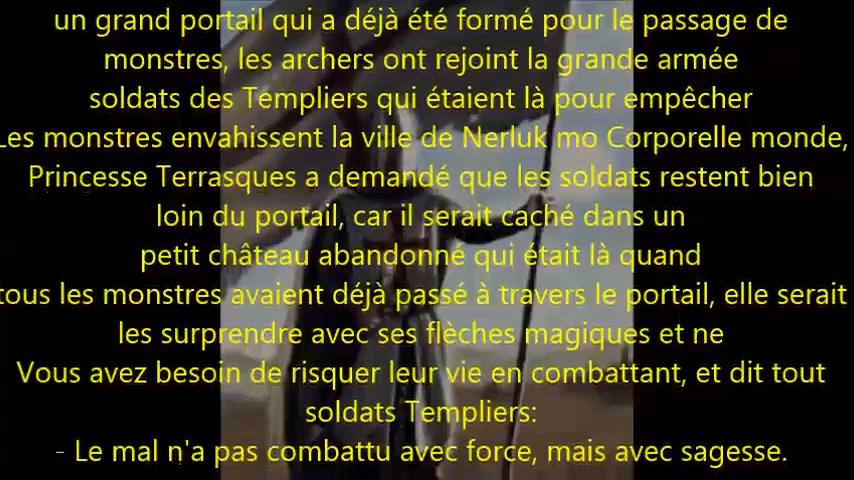 un grand portail qui a déjà été formé pour le passage de
monstres, les archers ont rejoint la grande armée
soldats des Templiers qui étaient là pour empêcher
Les monstres envahissent la ville de Nerluk mo Corporelle monde,
Princesse Terrasques a demandé que les soldats restent bien
loin du portail, car il serait caché dans un
petit château abandonné qui était là quand
tous les monstres avaient déjà passé à travers le portail, elle serait
les surprendre avec ses flèches magiques et ne
Vous avez besoin de risquer leur vie en combattant, et dit tout
soldats Templiers:
- Le mal n'a pas combattu avec force, mais avec sagesse.